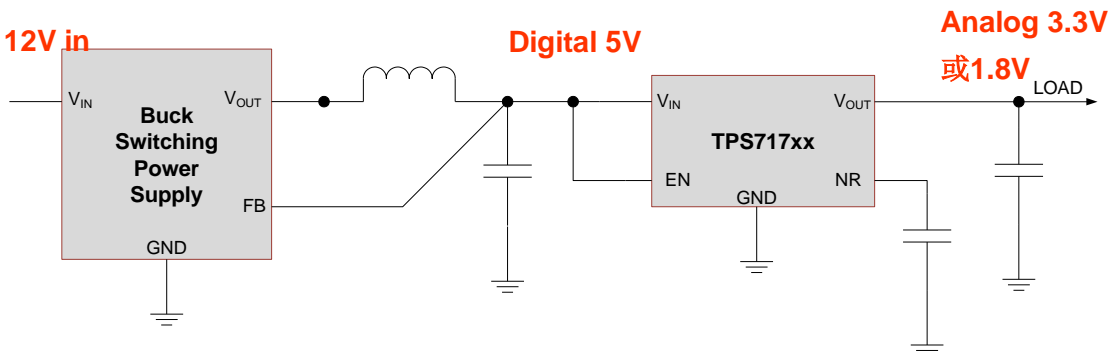 12V in
Digital 5V
Analog 3.3V
或1.8V
VIN
VOUT
Buck
Switching
Power
Supply
FB
GND
VIN
VOUT
TPS717xx
EN
NR
GND
LOAD